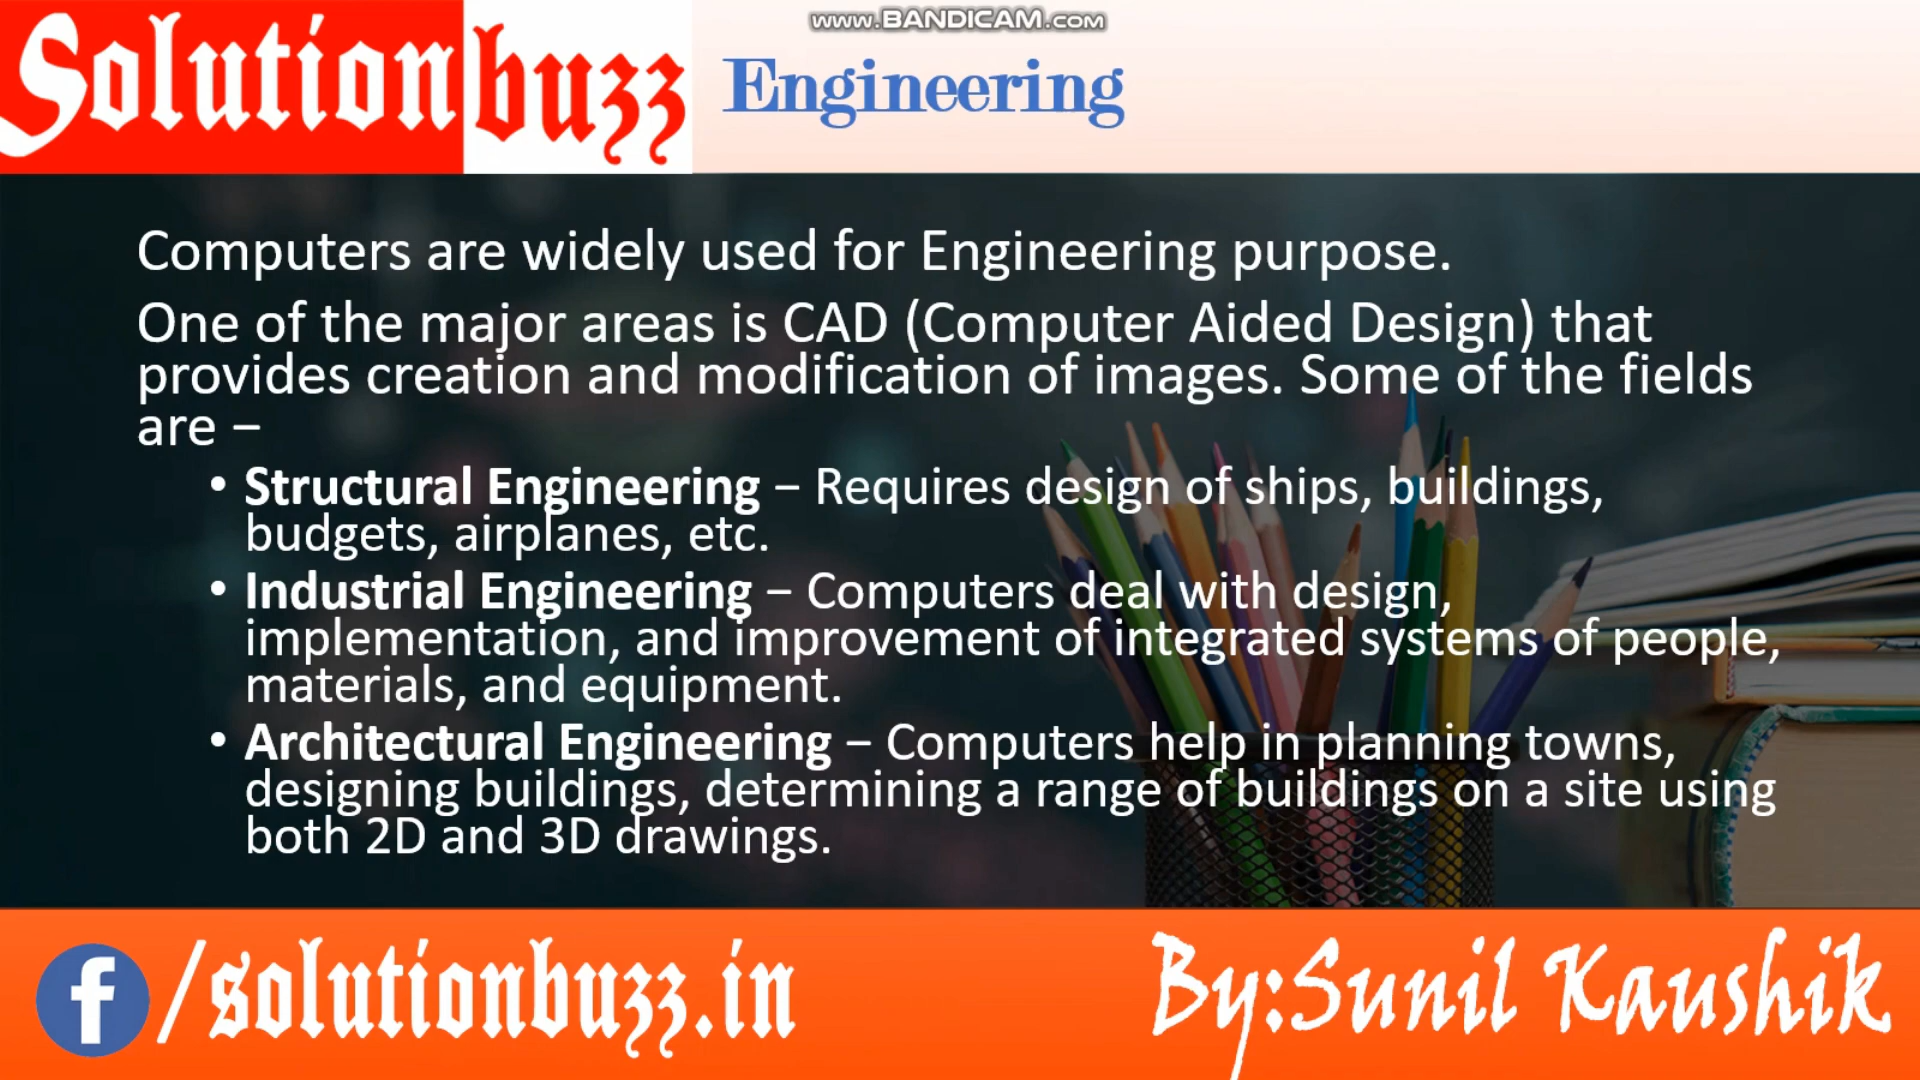 www.BANDICAM.com
Solutionbuzz
Engineering
Computers are widely used for Engineering purpose.
One of the major areas is CAD (Computer Aided Design) that
provides creation and modification of images. Some of the fields
are –
• Structural Engineering – Requires design of ships, buildings,
budgets, airplanes, etc.
• Industrial Engineering – Computers deal with design,
implementation, and improvement of integrated systems of people,
materials, and equipment.
• Architectural Engineering – Computers help in planning towns,
designing buildings, determining a range of buildings on a site using
both 2D and 3D drawings.
f/solutionbuzz.in
By:Sunil Kaushik